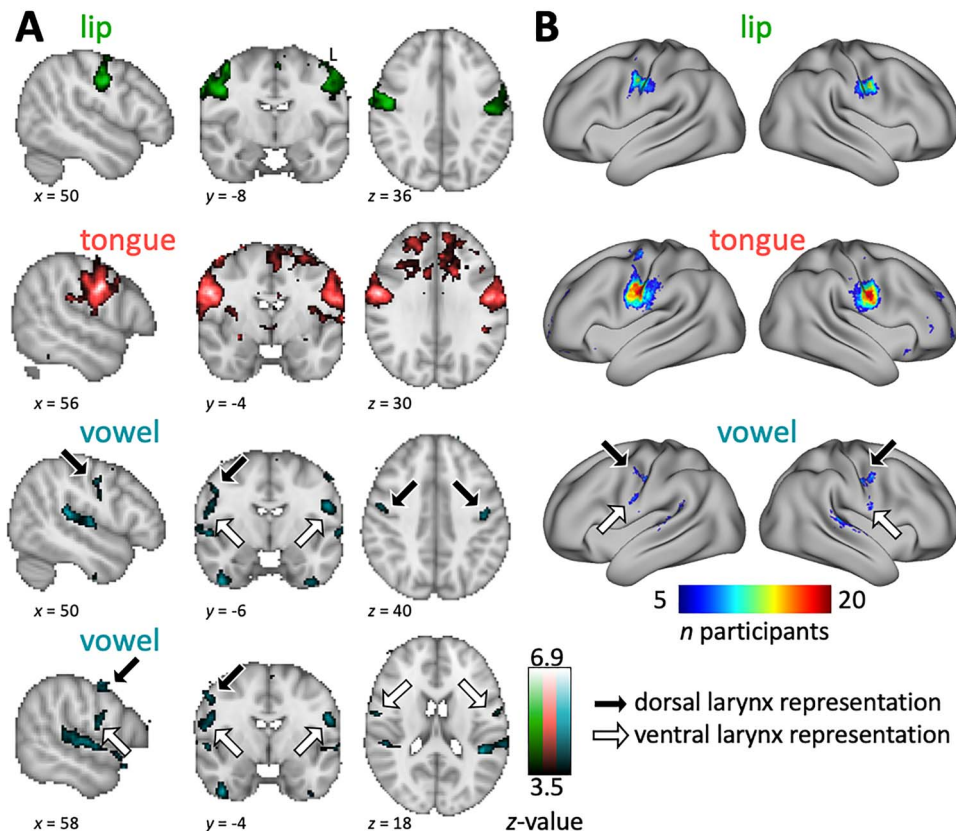 A
lip
L
x = 50
y = -8
z = 36
tongue
x = 56
y = -4
z = 30
vowel
x = 50
y = -6
z = 40
vowel
x = 58
y = -4
z = 18
6.9
3.5
z-value
B
lip
tongue
vowel
5 20
n participants
dorsal larynx representation
ventral larynx representation